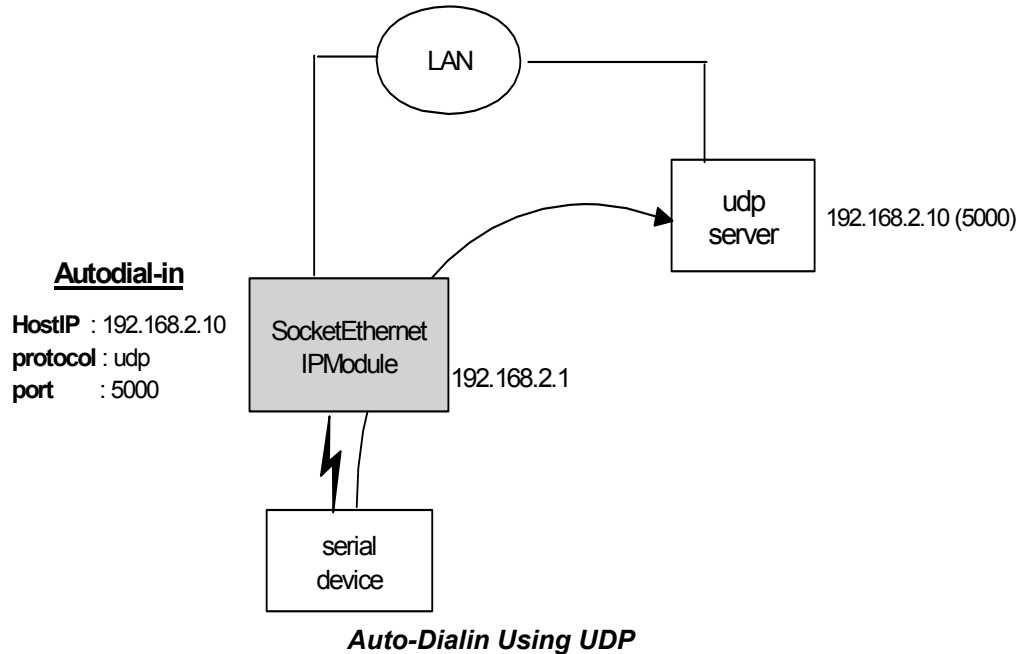 LAN
udp
server
192.168.2.10 (5000)
Autodial-in
HostIP : 192.168.2.10
protocol : udp
port : 5000
SocketEthernet
IPModule
192.168.2.1
serial
device
Auto-Dialin Using UDP